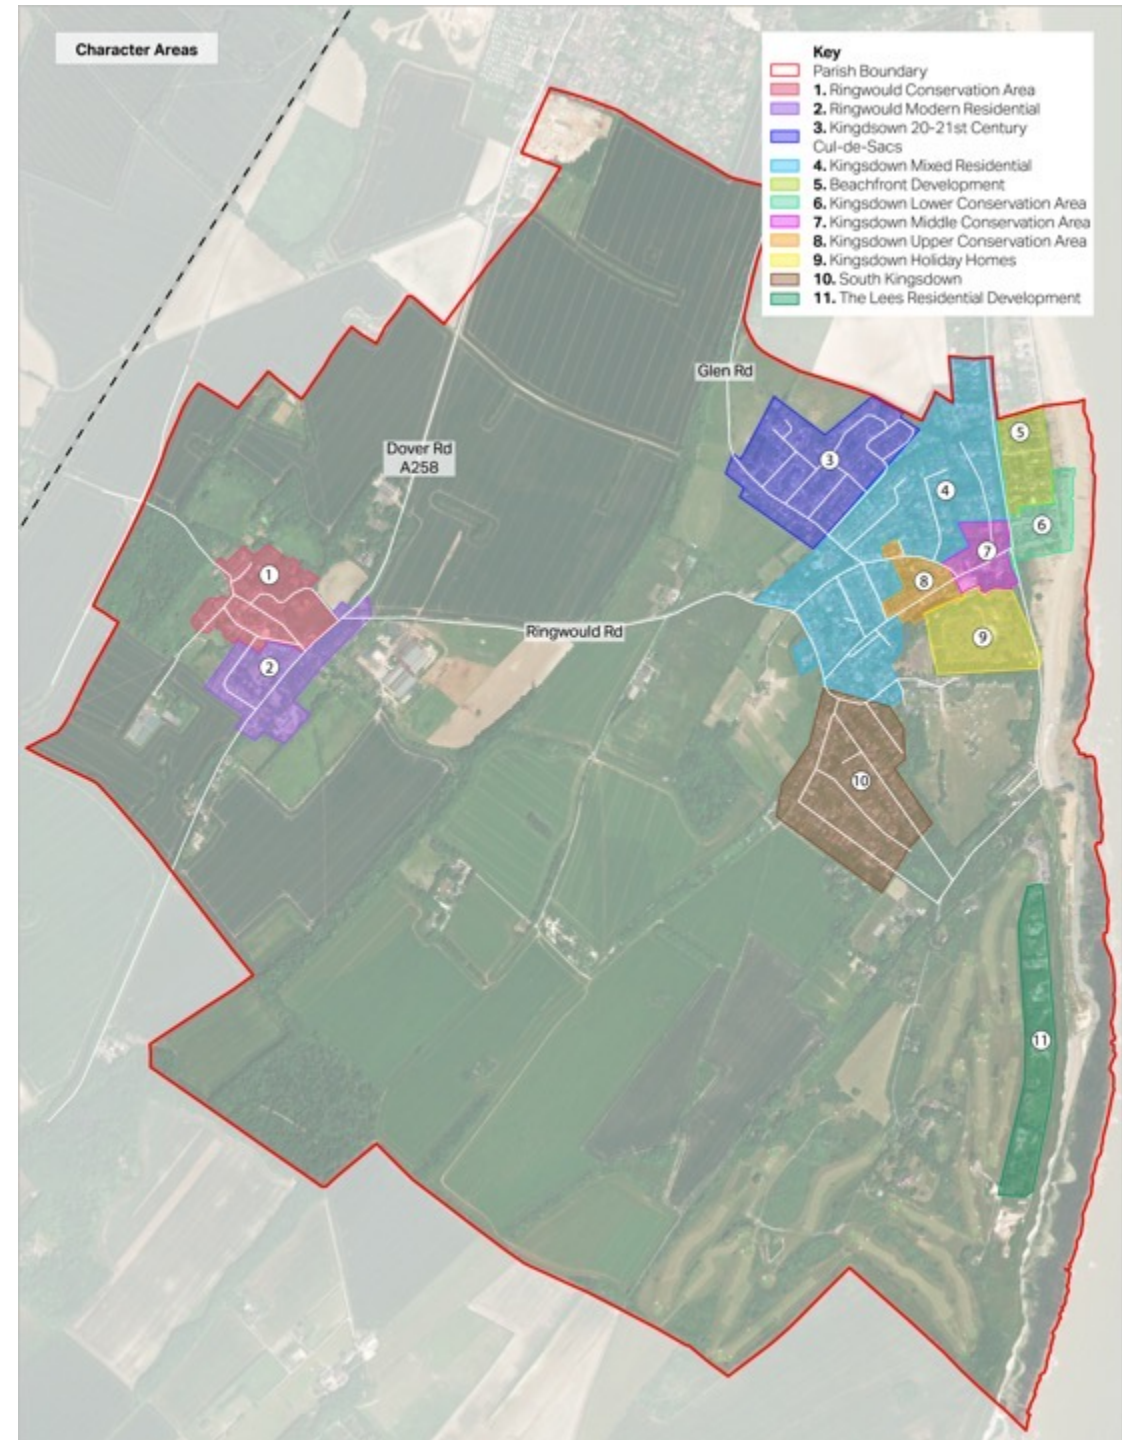 Character Areas
Key
Parish Boundary
1. Ringwould Conservation Area
2. Ringwould Modern Residential
3. Kingdsown 20-21st Century
Cul-de-Sacs
4. Kingsdown Mixed Residential
5. Beachfront Development
6. Kingsdown Lower Conservation Area
7. Kingsdown Middle Conservation Area
8. Kingsdown Upper Conservation Area
9. Kingsdown Holiday Homes
10. South Kingsdown
11. The Lees Residential Development
Glen Rd
Dover Rd
A258
Ringwould Rd
1
2
3
4
5
6
7
8
9
10
11